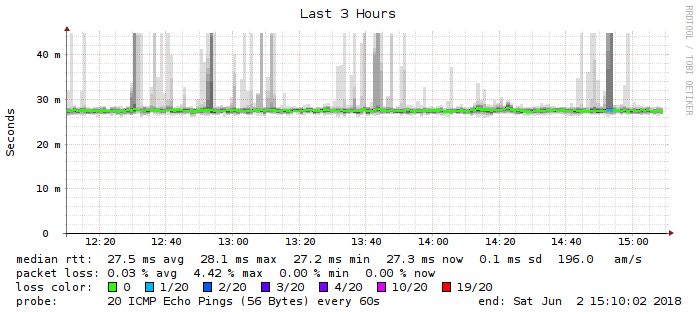 Last 3 Hours
RRDTOOL / TOBI OETIKER
Seconds
40 m
30 m
20 m
10 m
0
12:20 12:40 13:00 13:20 13:40 14:00 14:20 14:40 15:00
median rtt: 27.5 ms avg 28.1 ms max 27.2 ms min 27.3 ms now 0.1 ms sd 196.0 am/s
packet loss: 0.03 % avg 4.42 % max 0.00 % min 0.00 % now
loss color: 0 1/20 2/20 3/20 4/20 10/20 19/20
probe: 20 ICMP Echo Pings (56 Bytes) every 60s end: Sat Jun 2 15:10:02 2018